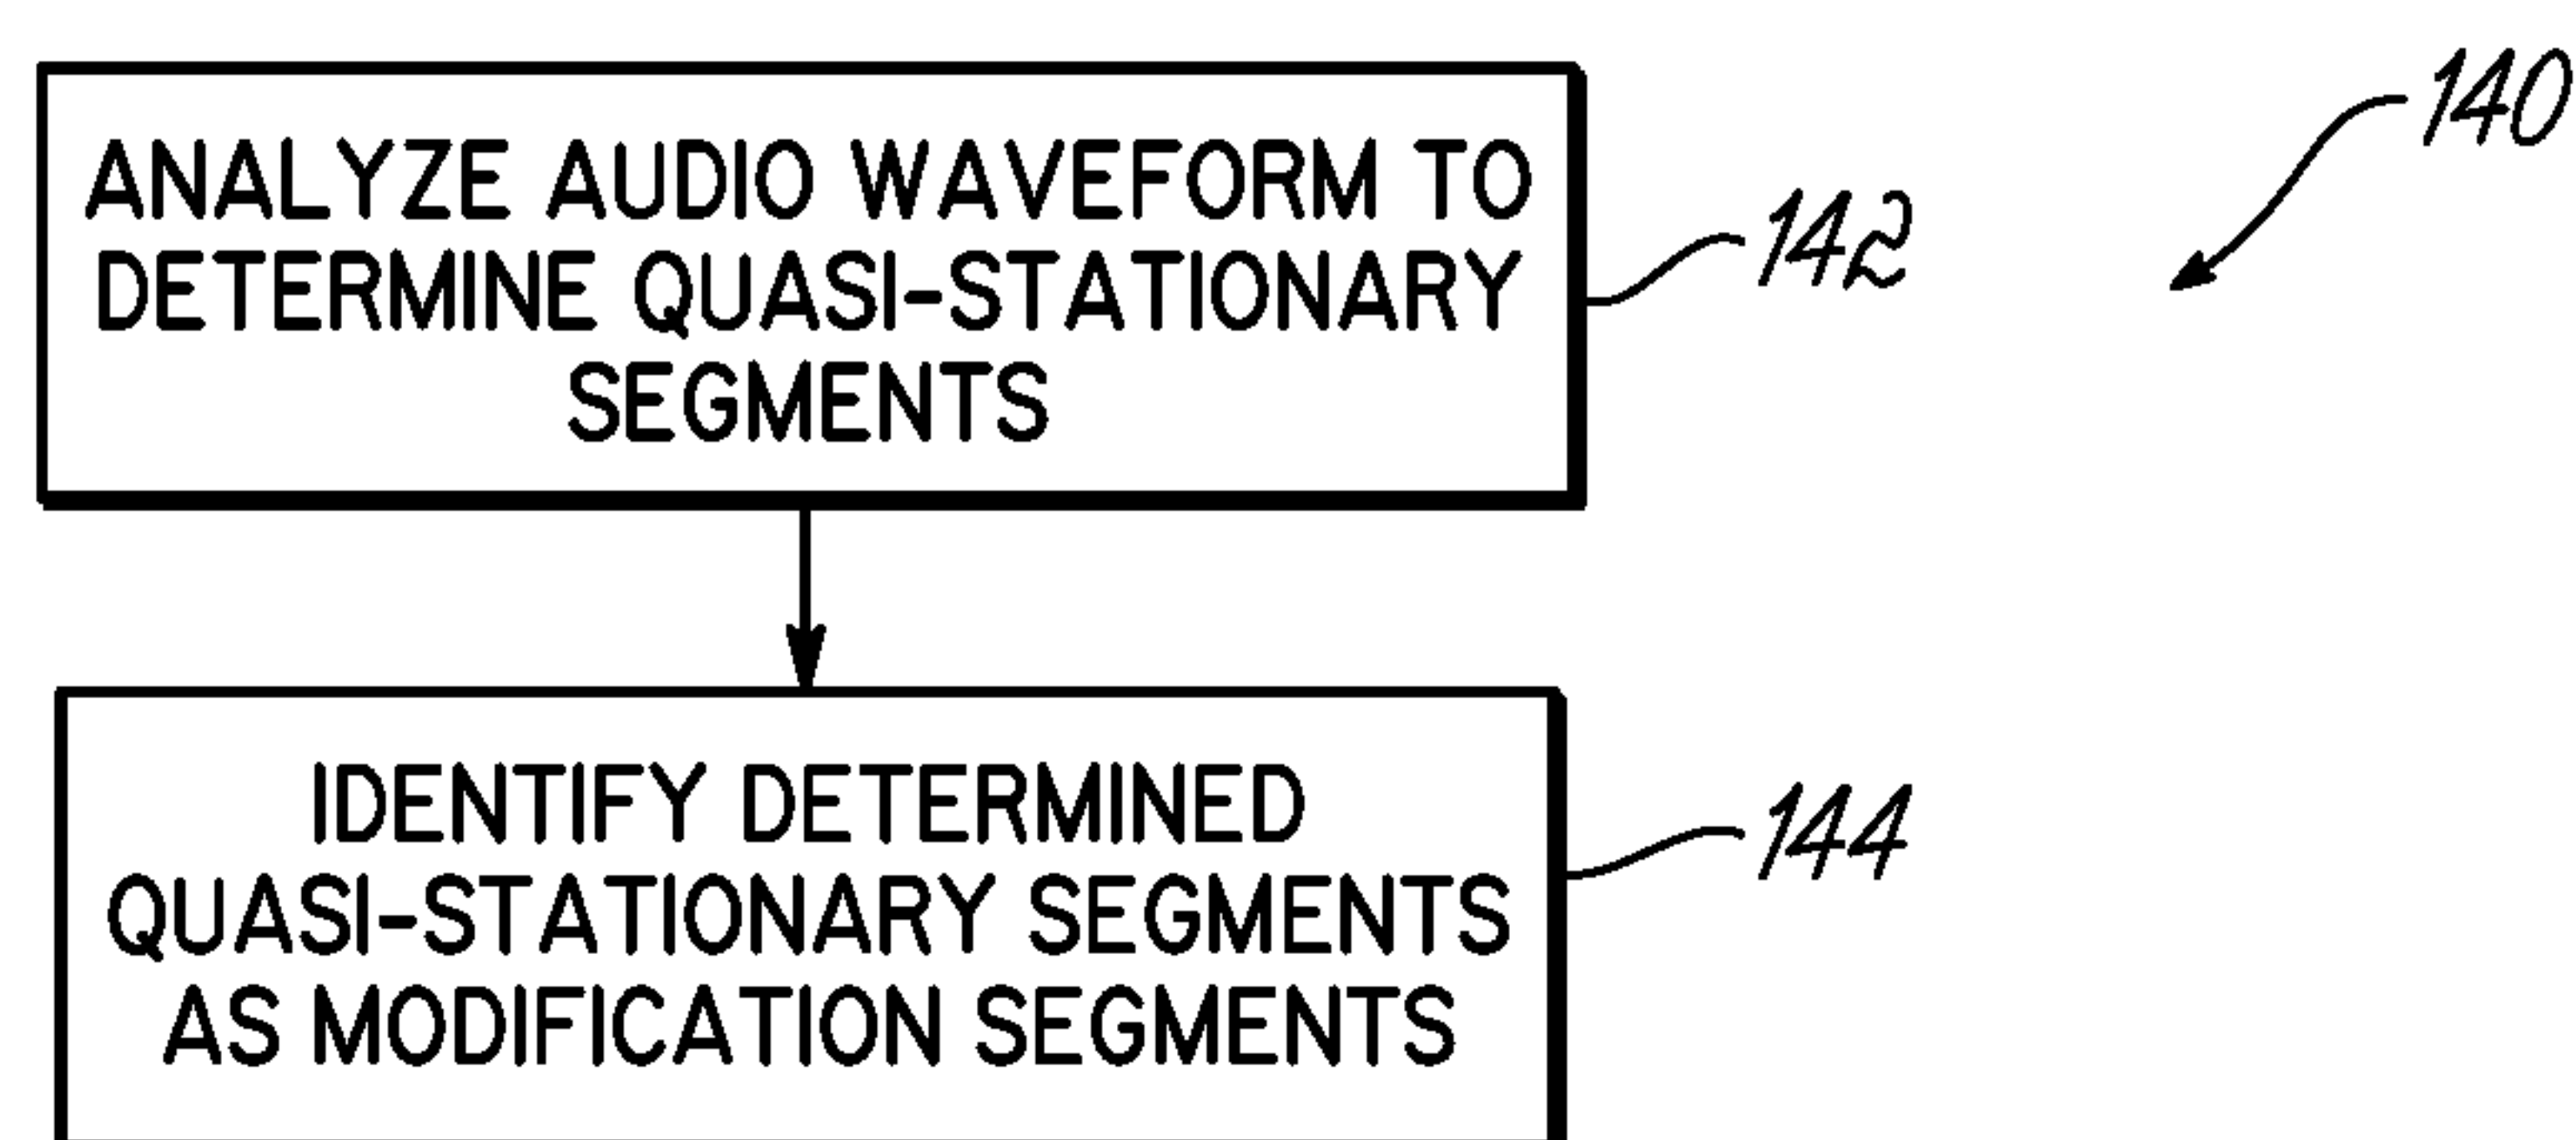 140
ANALYZE AUDIO WAVEFORM TO
DETERMINE QUASI-STATIONARY
SEGMENTS
142
IDENTIFY DETERMINED
QUASI-STATIONARY SEGMENTS
AS MODIFICATION SEGMENTS
144